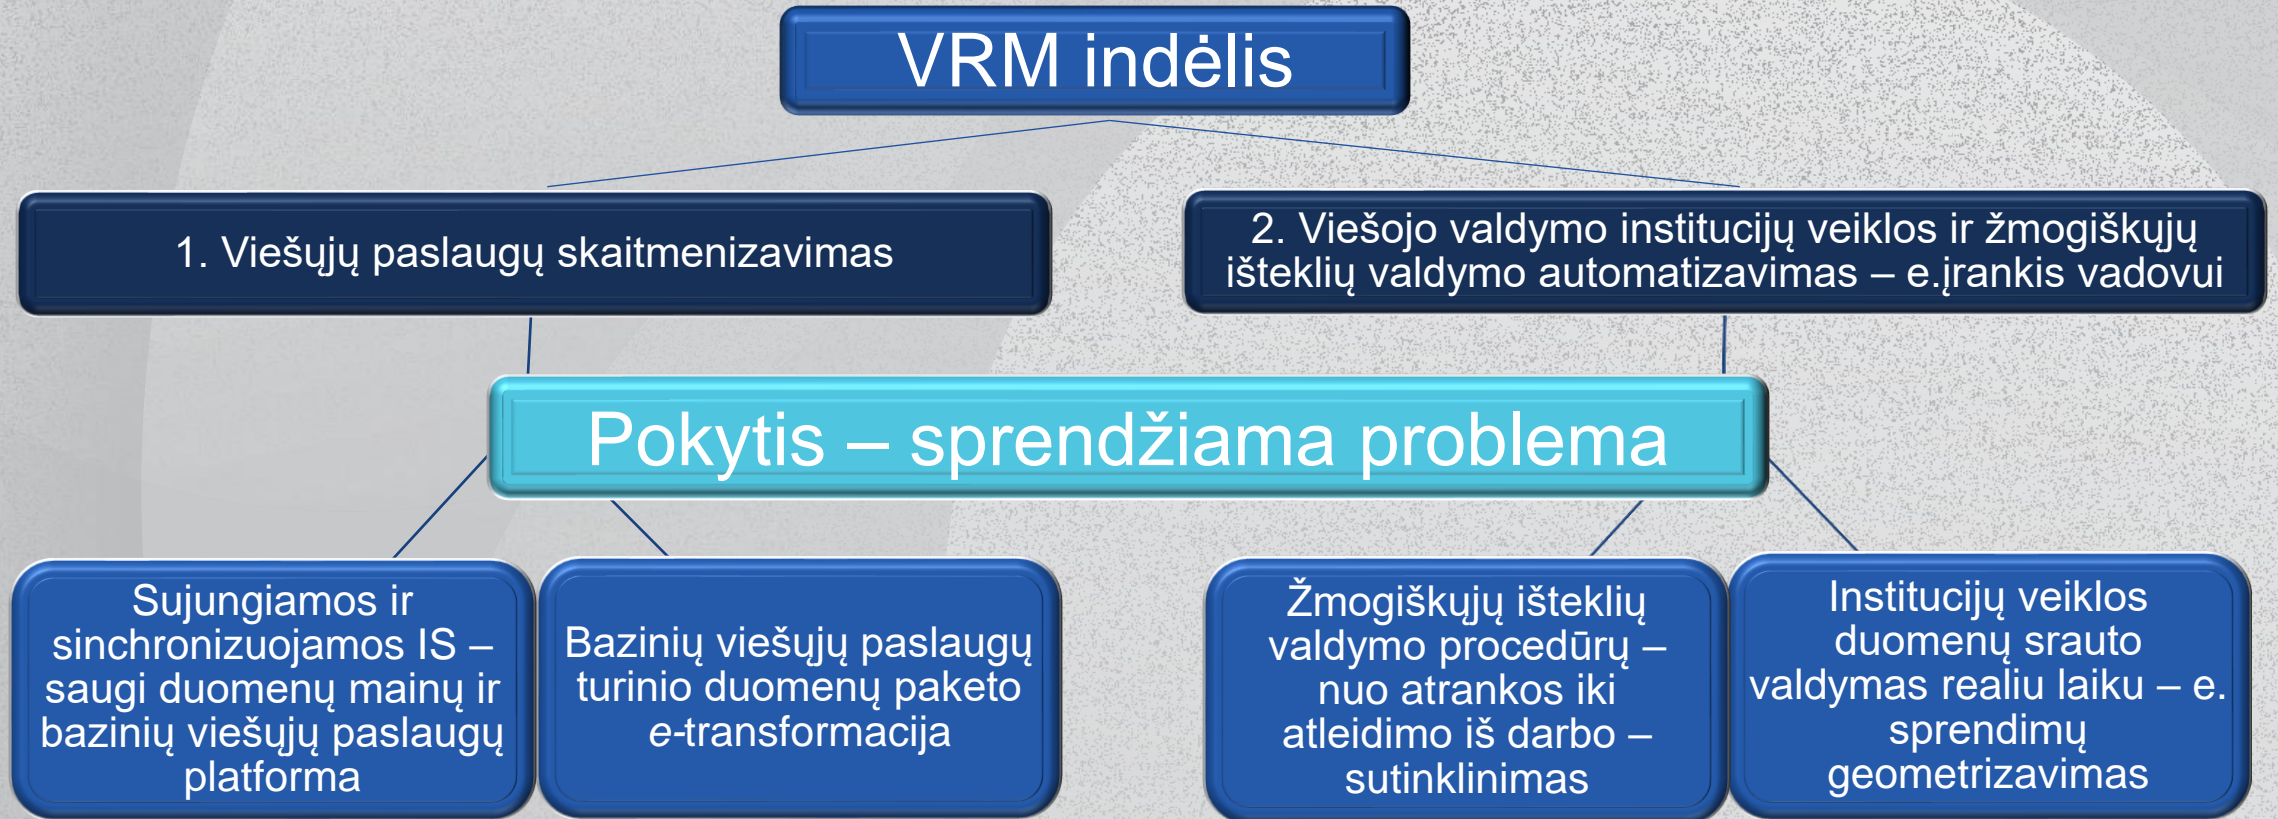 VRM indėlis
1. Viešųjų paslaugų skaitmenizavimas
2. Viešojo valdymo institucijų veiklos ir žmogiškųjų
išteklių valdymo automatizavimas – e.įrankis vadovui
Pokytis – sprendžiama problema
Sujungiamos ir
sinchronizuojamos IS –
saugi duomenų mainų ir
bazinių viešųjų paslaugų
platforma
Bazinių viešųjų paslaugų
turinio duomenų paketo
e-transformacija
Žmogiškųjų išteklių
valdymo procedūrų –
nuo atrankos iki
atleidimo iš darbo –
sutinklinimas
Institucijų veiklos
duomenų srauto
valdymas realiu laiku – e.
sprendimų
geometrizavimas